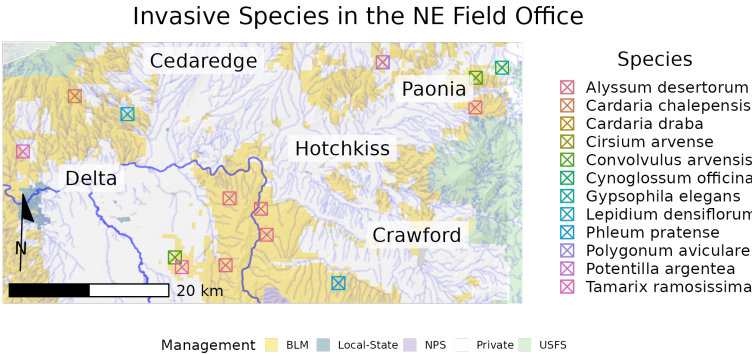 Invasive Species in the NE Field Office
Cedaredge
Paonia
Hotchkiss
Delta
Crawford
N
20 km
Species
Alyssum desertorum
Cardaria chalepensis
Cardaria draba
Cirsium arvense
Convolvulus arvensis
Cynoglossum officina
Gypsophila elegans
Lepidium densiflorum
Phleum pratense
Polygonum aviculare
Potentilla argentea
Tamarix ramosissima
Management BLM Local-State NPS Private USFS